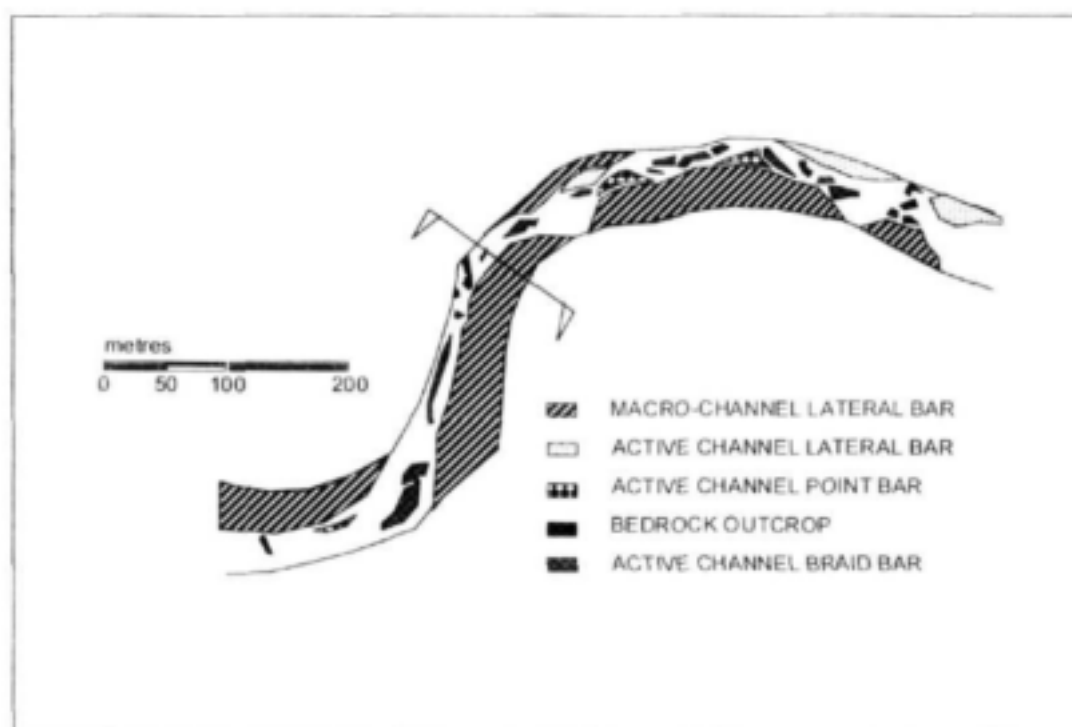 metres
0 50 100 200
MACRO-CHANNEL LATERAL BAR
ACTIVE CHANNEL LATERAL BAR
ACTIVE CHANNEL POINT BAR
BEDROCK OUTCROP
ACTIVE CHANNEL BRAID BAR